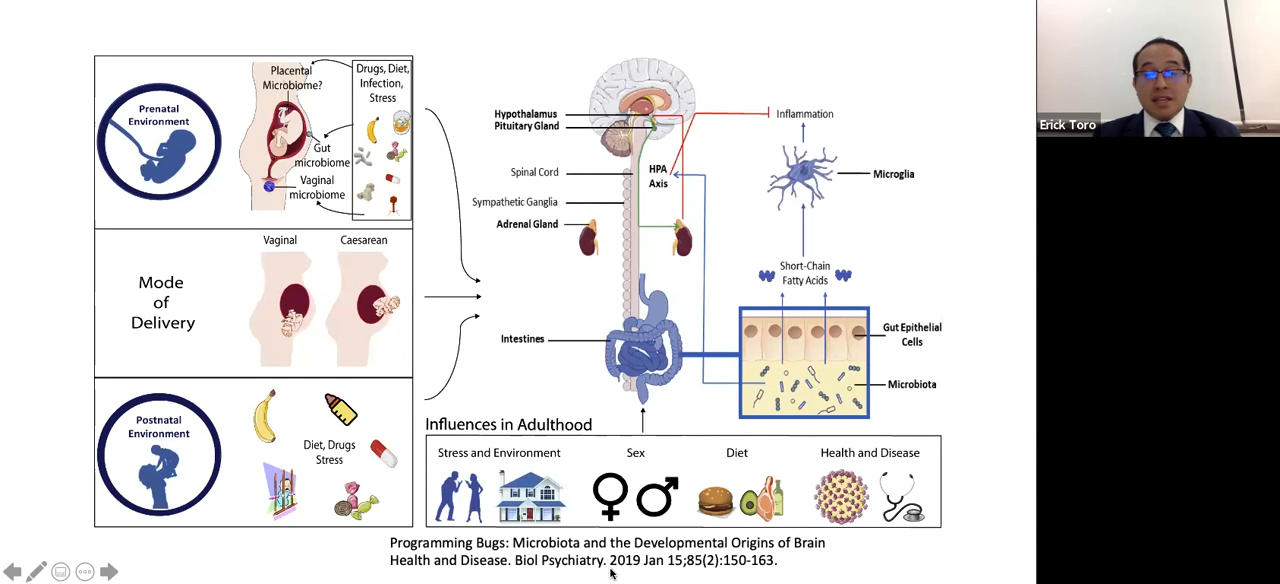 Prenatal
Environment
Placental
Microbiome?
Drugs, Diet,
Infection,
Stress
Gut
microbiome
Vaginal
microbiome
Mode
of
Delivery
Vaginal
Caesarean
Postnatal
Environment
Diet, Drugs
Stress
Hypothalamus
Pituitary Gland
Spinal Cord
Sympathetic Ganglia
Adrenal Gland
Intestines
HPA
Axis
Inflammation
Microglia
Short-Chain
Fatty Acids
Gut Epithelial
Cells
Microbiota
Influences in Adulthood
Stress and Environment
Sex
Diet
Health and Disease
Programming Bugs: Microbiota and the Developmental Origins of Brain
Health and Disease. Biol Psychiatry. 2019 Jan 15;85(2):150-163.
Erick Toro